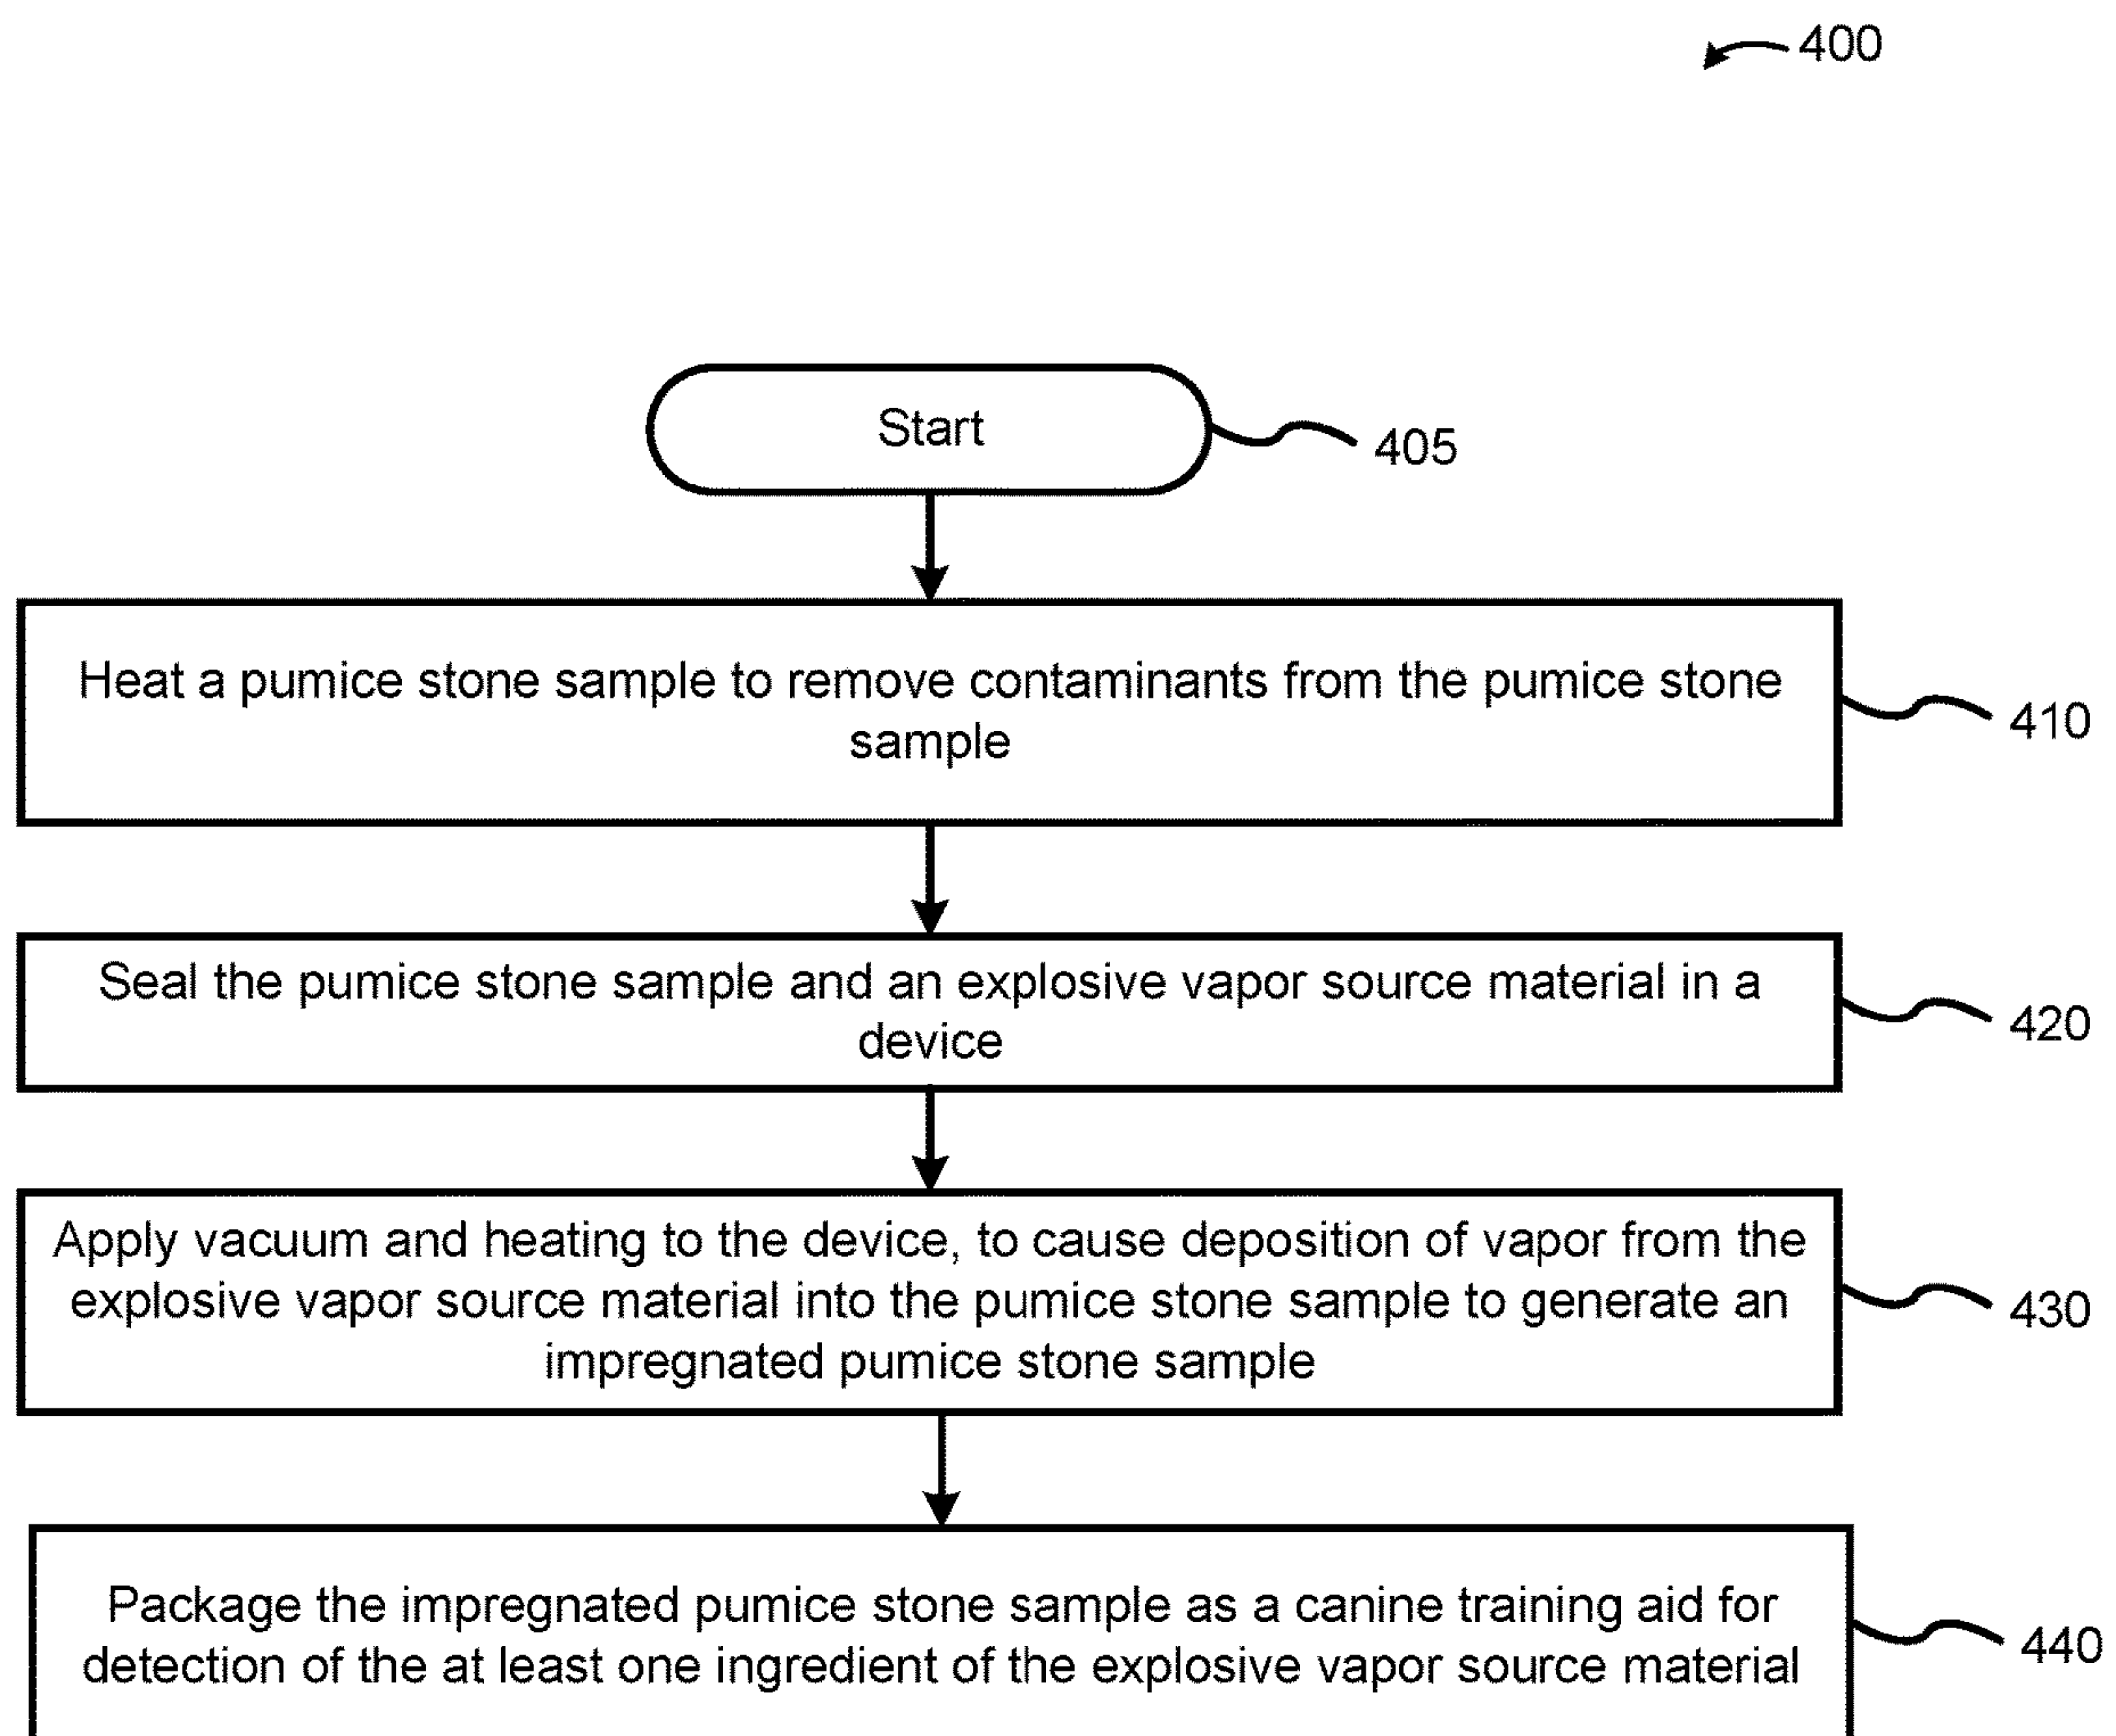 400
Start
405
Heat a pumice stone sample to remove contaminants from the pumice stone
sample
410
Seal the pumice stone sample and an explosive vapor source material in a
device
420
Apply vacuum and heating to the device, to cause deposition of vapor from the
explosive vapor source material into the pumice stone sample to generate an
impregnated pumice stone sample
430
Package the impregnated pumice stone sample as a canine training aid for
detection of the at least one ingredient of the explosive vapor source material
440